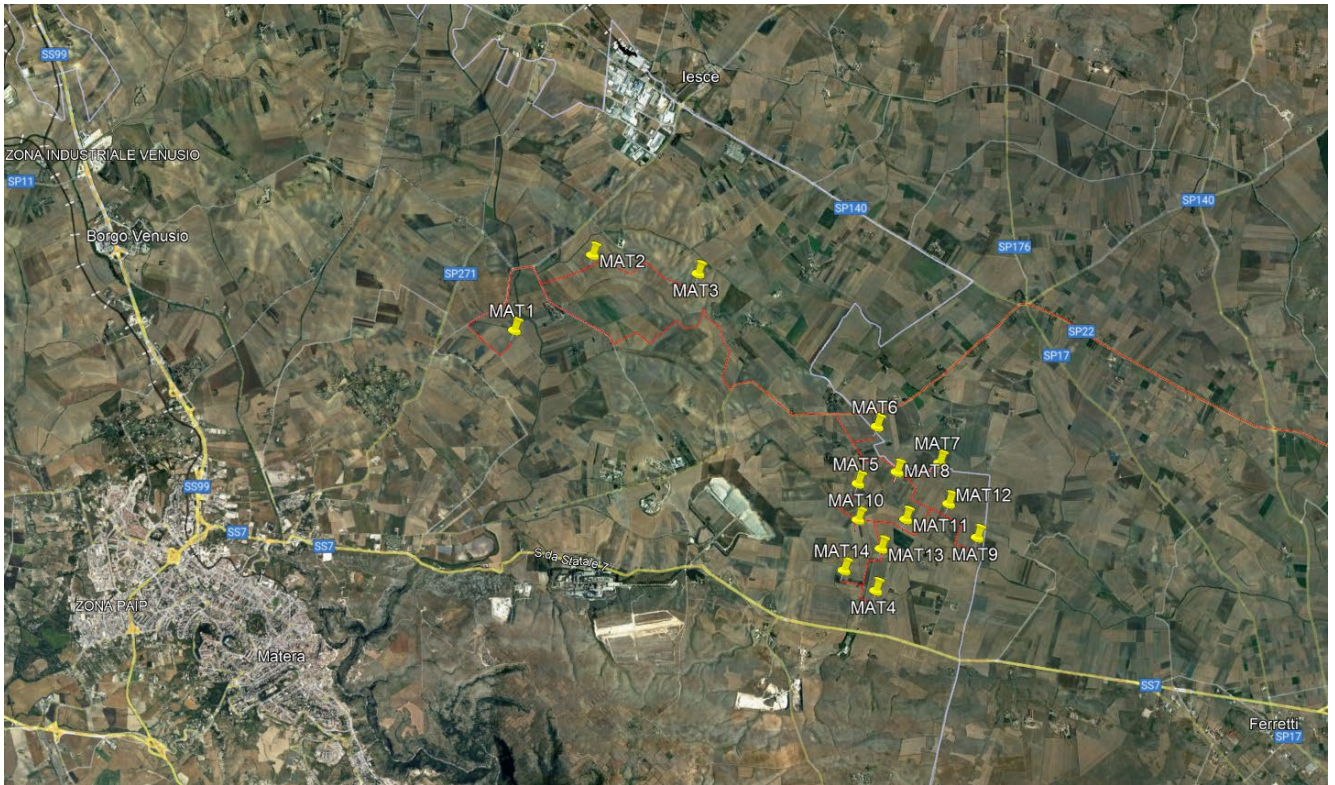 SS99
Iesce
ZONA INDUSTRIALE VENUSIO
SP11
SP140
SP140
Borgo Venusio
SP176
MAT2
SP271
MAT3
MAT1
SP22
SP17
MAT6
MAT7
MAT5
MAT8
SS99
MAT10
MAT12
MAT11
SS7
SS7
MAT14
MAT13
MAT9
S da Statale 7
MAT4
ZONA PAIP
Matera
SS7
Ferretti
SP17